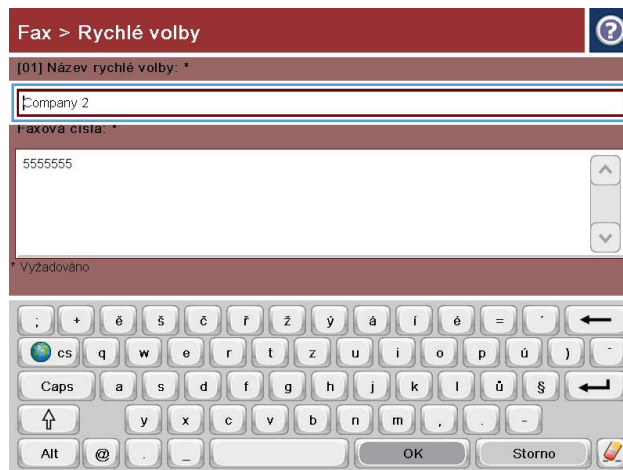 Fax > Rychlé volby
[01] Název rychlé volby: *
Company 2
Faxová čísla: *
5555555
* Vyžadováno
; + ě š č ř ž ý á í é = ´
cs q w e r t z u i o p ú )
Caps a s d f g h j k l ů §
y x c v b n m , . -
Alt @ . _ OK Storno